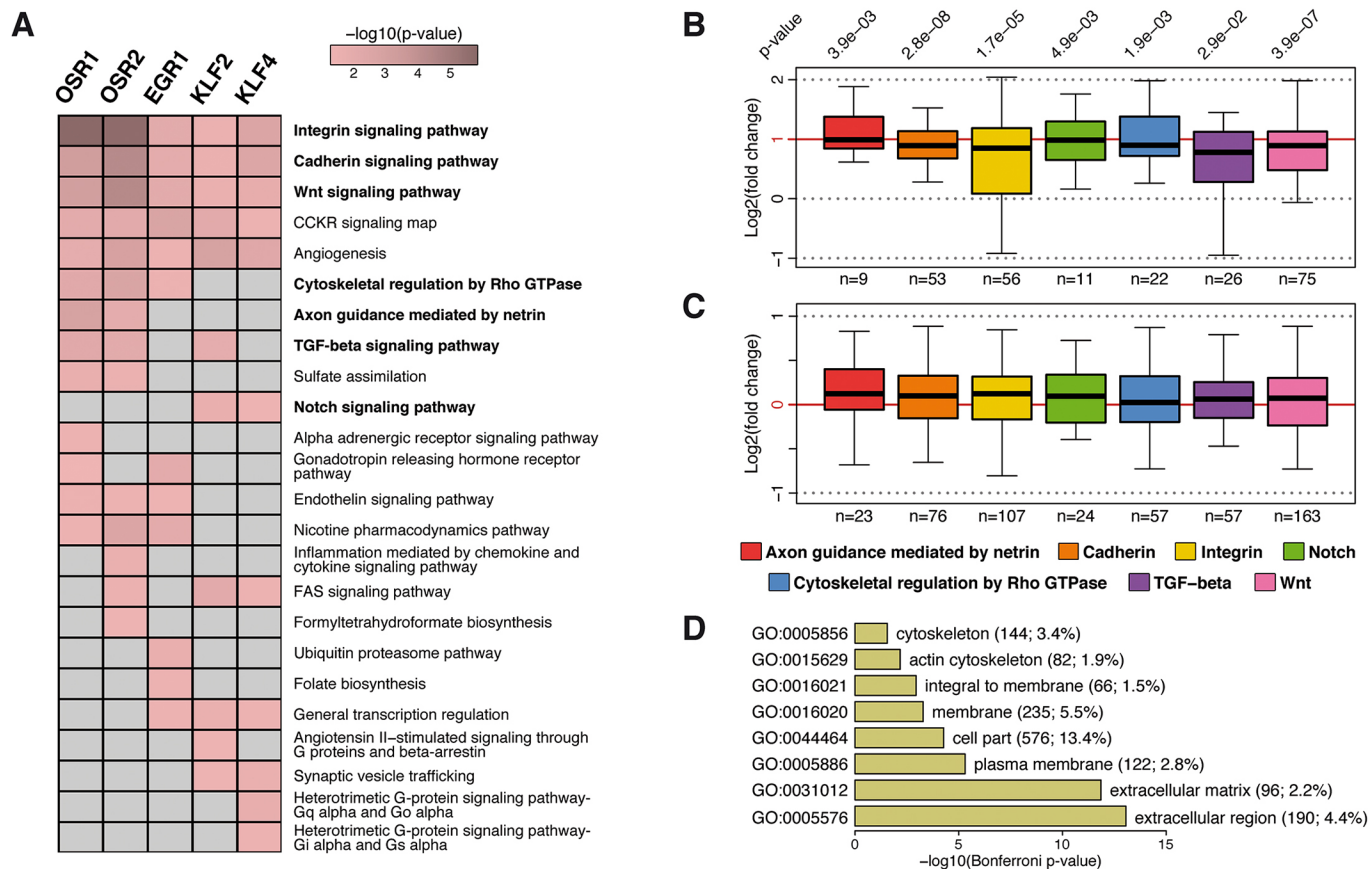 A
−log10(p-value)
2 3 4 5
OSR1 OSR2 EGR1 KLF2 KLF4
Integrin signaling pathway
Cadherin signaling pathway
Wnt signaling pathway
CCKR signaling map
Angiogenesis
Cytoskeletal regulation by Rho GTPase
Axon guidance mediated by netrin
TGF-beta signaling pathway
Sulfate assimilation
Notch signaling pathway
Alpha adrenergic receptor signaling pathway
Gonadotropin releasing hormone receptor
pathway
Endothelin signaling pathway
Nicotine pharmacodynamics pathway
Inflammation mediated by chemokine and
cytokine signaling pathway
FAS signaling pathway
Formyltetrahydroformate biosynthesis
Ubiquitin proteasome pathway
Folate biosynthesis
General transcription regulation
Angiotensin II−stimulated signaling through
G proteins and beta-arrestin
Synaptic vesicle trafficking
Heterotrimetic G-protein signaling pathway-
Gq alpha and Go alpha
Heterotrimetic G-protein signaling pathway-
Gi alpha and Gs alpha
B
p-value 3.9e−03 2.8e−08 1.7e−05 4.9e−03 1.9e−03 2.9e−02 3.9e−07
Log2(fold change)
2
1
0
−1
n=9 n=53 n=56 n=11 n=22 n=26 n=75
C
Log2(fold change)
1
0
−1
n=23 n=76 n=107 n=24 n=57 n=57 n=163
Axon guidance mediated by netrin Cadherin Integrin Notch
Cytoskeletal regulation by Rho GTPase TGF−beta Wnt
D
GO:0005856 cytoskeleton (144; 3.4%)
GO:0015629 actin cytoskeleton (82; 1.9%)
GO:0016021 integral to membrane (66; 1.5%)
GO:0016020 membrane (235; 5.5%)
GO:0044464 cell part (576; 13.4%)
GO:0005886 plasma membrane (122; 2.8%)
GO:0031012 extracellular matrix (96; 2.2%)
GO:0005576 extracellular region (190; 4.4%)
0 5 10 15
−log10(Bonferroni p-value)